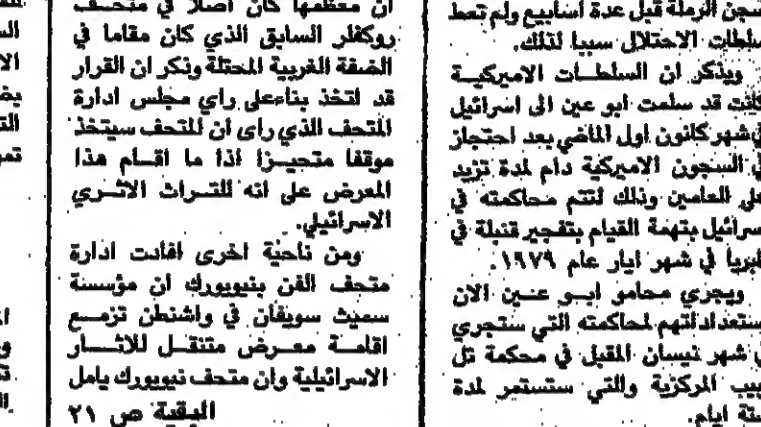 سجن الرملة قبل عدة أسابيع ولم تعط
سلطات الاحتلال سببا لذلك.
ويذكر ان السلطات الاميركية
كانت قد سلمت ابو عين الى اسرائيل
في شهر كانون اول الماضي بعد احتجاز
في السجون الاميركية دام لمدة تزيد
على العامين وذلك لتتم محاكمته في
اسرائيل بتهمة القيام بتفجير قنبلة في
طبريا في شهر ايار عام ١٩٧٩.
ويجري محامو ابو عين الان
استعداداتهم لمحاكمته التي ستجري
في شهر نيسان المقبل في محكمة تل
ابيب المركزية والتي ستستمر لمدة
ستة ايام.
ان معظمها كان اصلا في متحف
روكفلر السابق الذي كان مقاما في
الضفة الغربية المحتلة وذكر ان القرار
قد اتخذ بناءعلى راي مجلس ادارة
المتحف الذي راى ان المتحف سيتخذ
موقفا متحيزا اذا ما اقام هذا
المعرض على انه للتراث الاثري
الاسرائيلي.
ومن ناحية اخرى افادت ادارة
متحف الفن بنيويورك ان مؤسسة
سميث سونيان في واشنطن تزمع
اقامة معرض متنقل للاثار
الاسرائيلية وان متحف نيويورك يامل
البقية ص ٢١